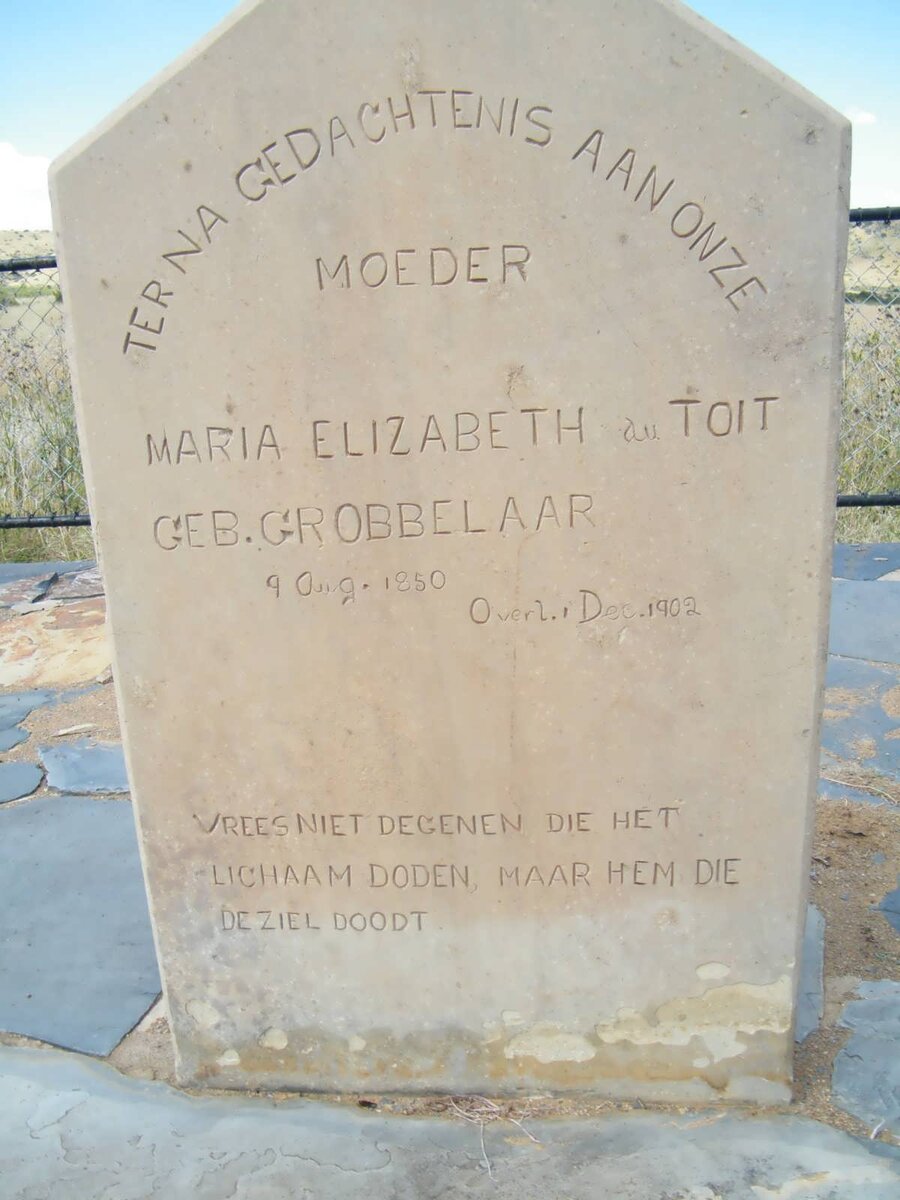 TER NA GEDACHTENIS AAN ONZE
MOEDER
MARIA ELIZABETH du TOIT
GEB. GROBBELAAR
9 Aug. 1850
Overl. 1 Dec. 1902
VREES NIET DEGENEN DIE HET
LICHAAM DODEN, MAAR HEM DIE
DE ZIEL DOODT.